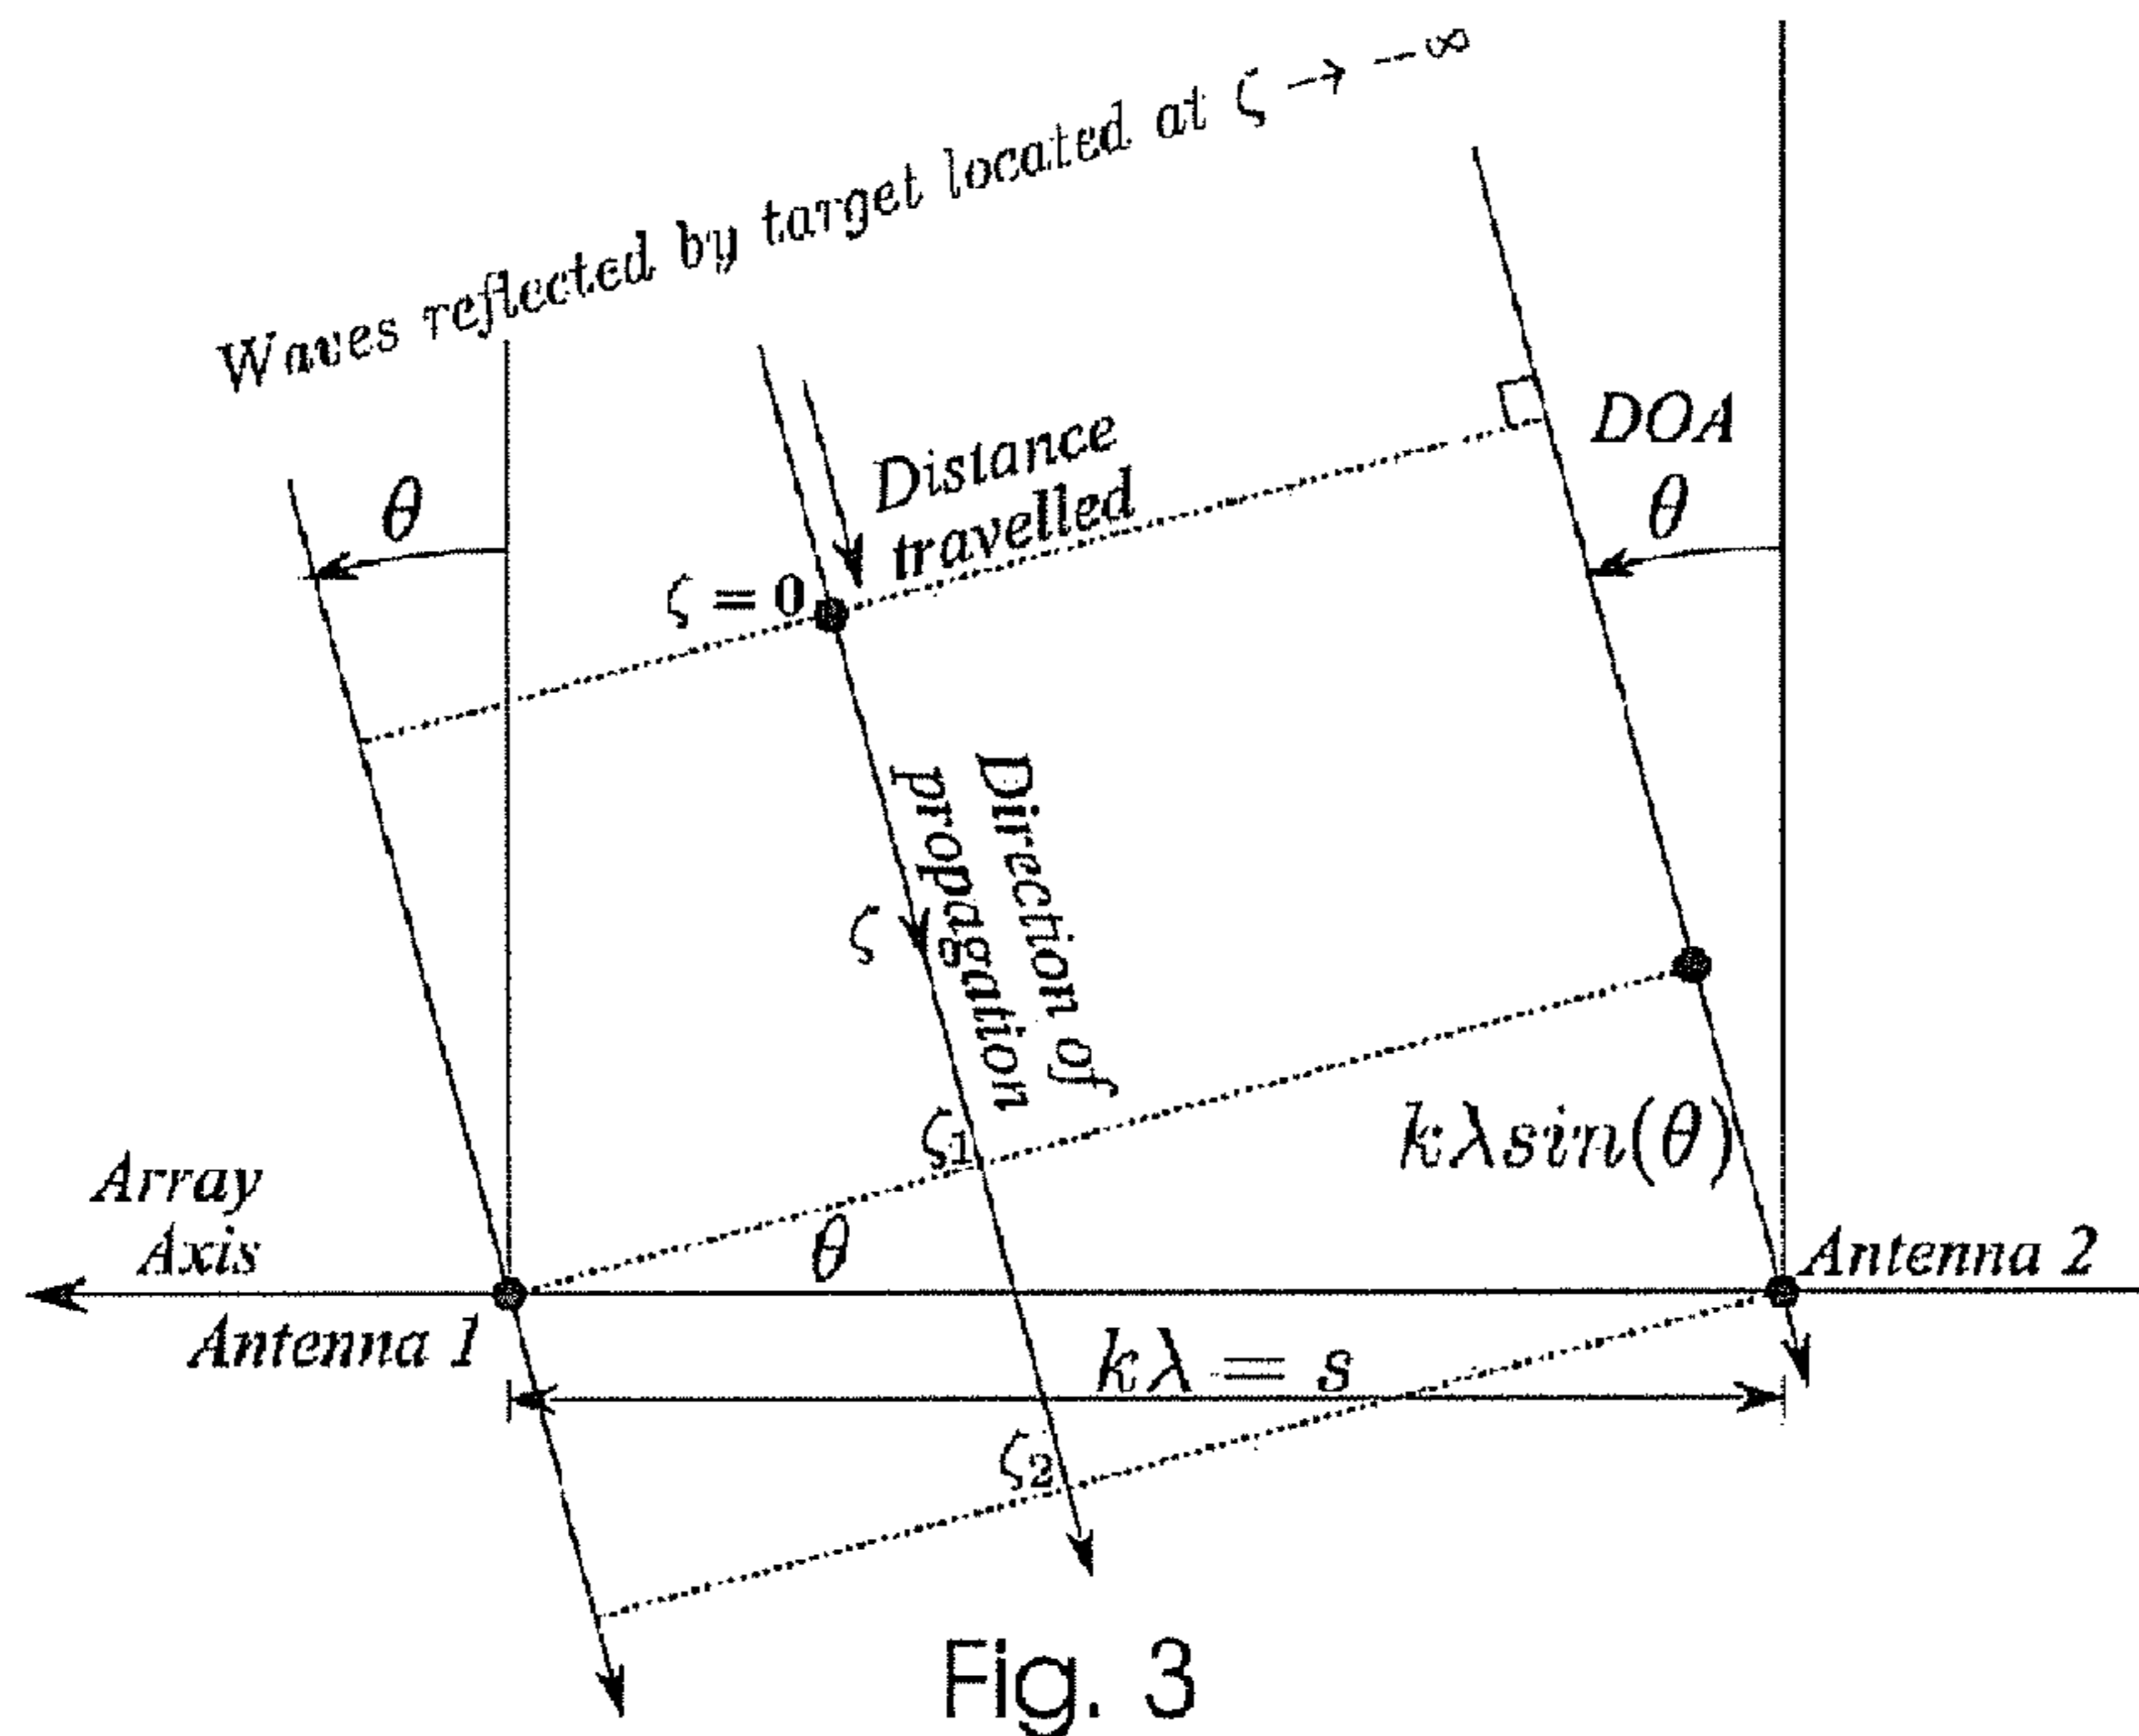 Waves reflected by target located at ζ → −∞
DOA
Distance
travelled
θ
θ
ζ = 0
Direction of
propagation
ζ
ζ1
kλsin(θ)
Array
Axis
θ
Antenna 2
Antenna 1
kλ = s
ζ2
Fig. 3